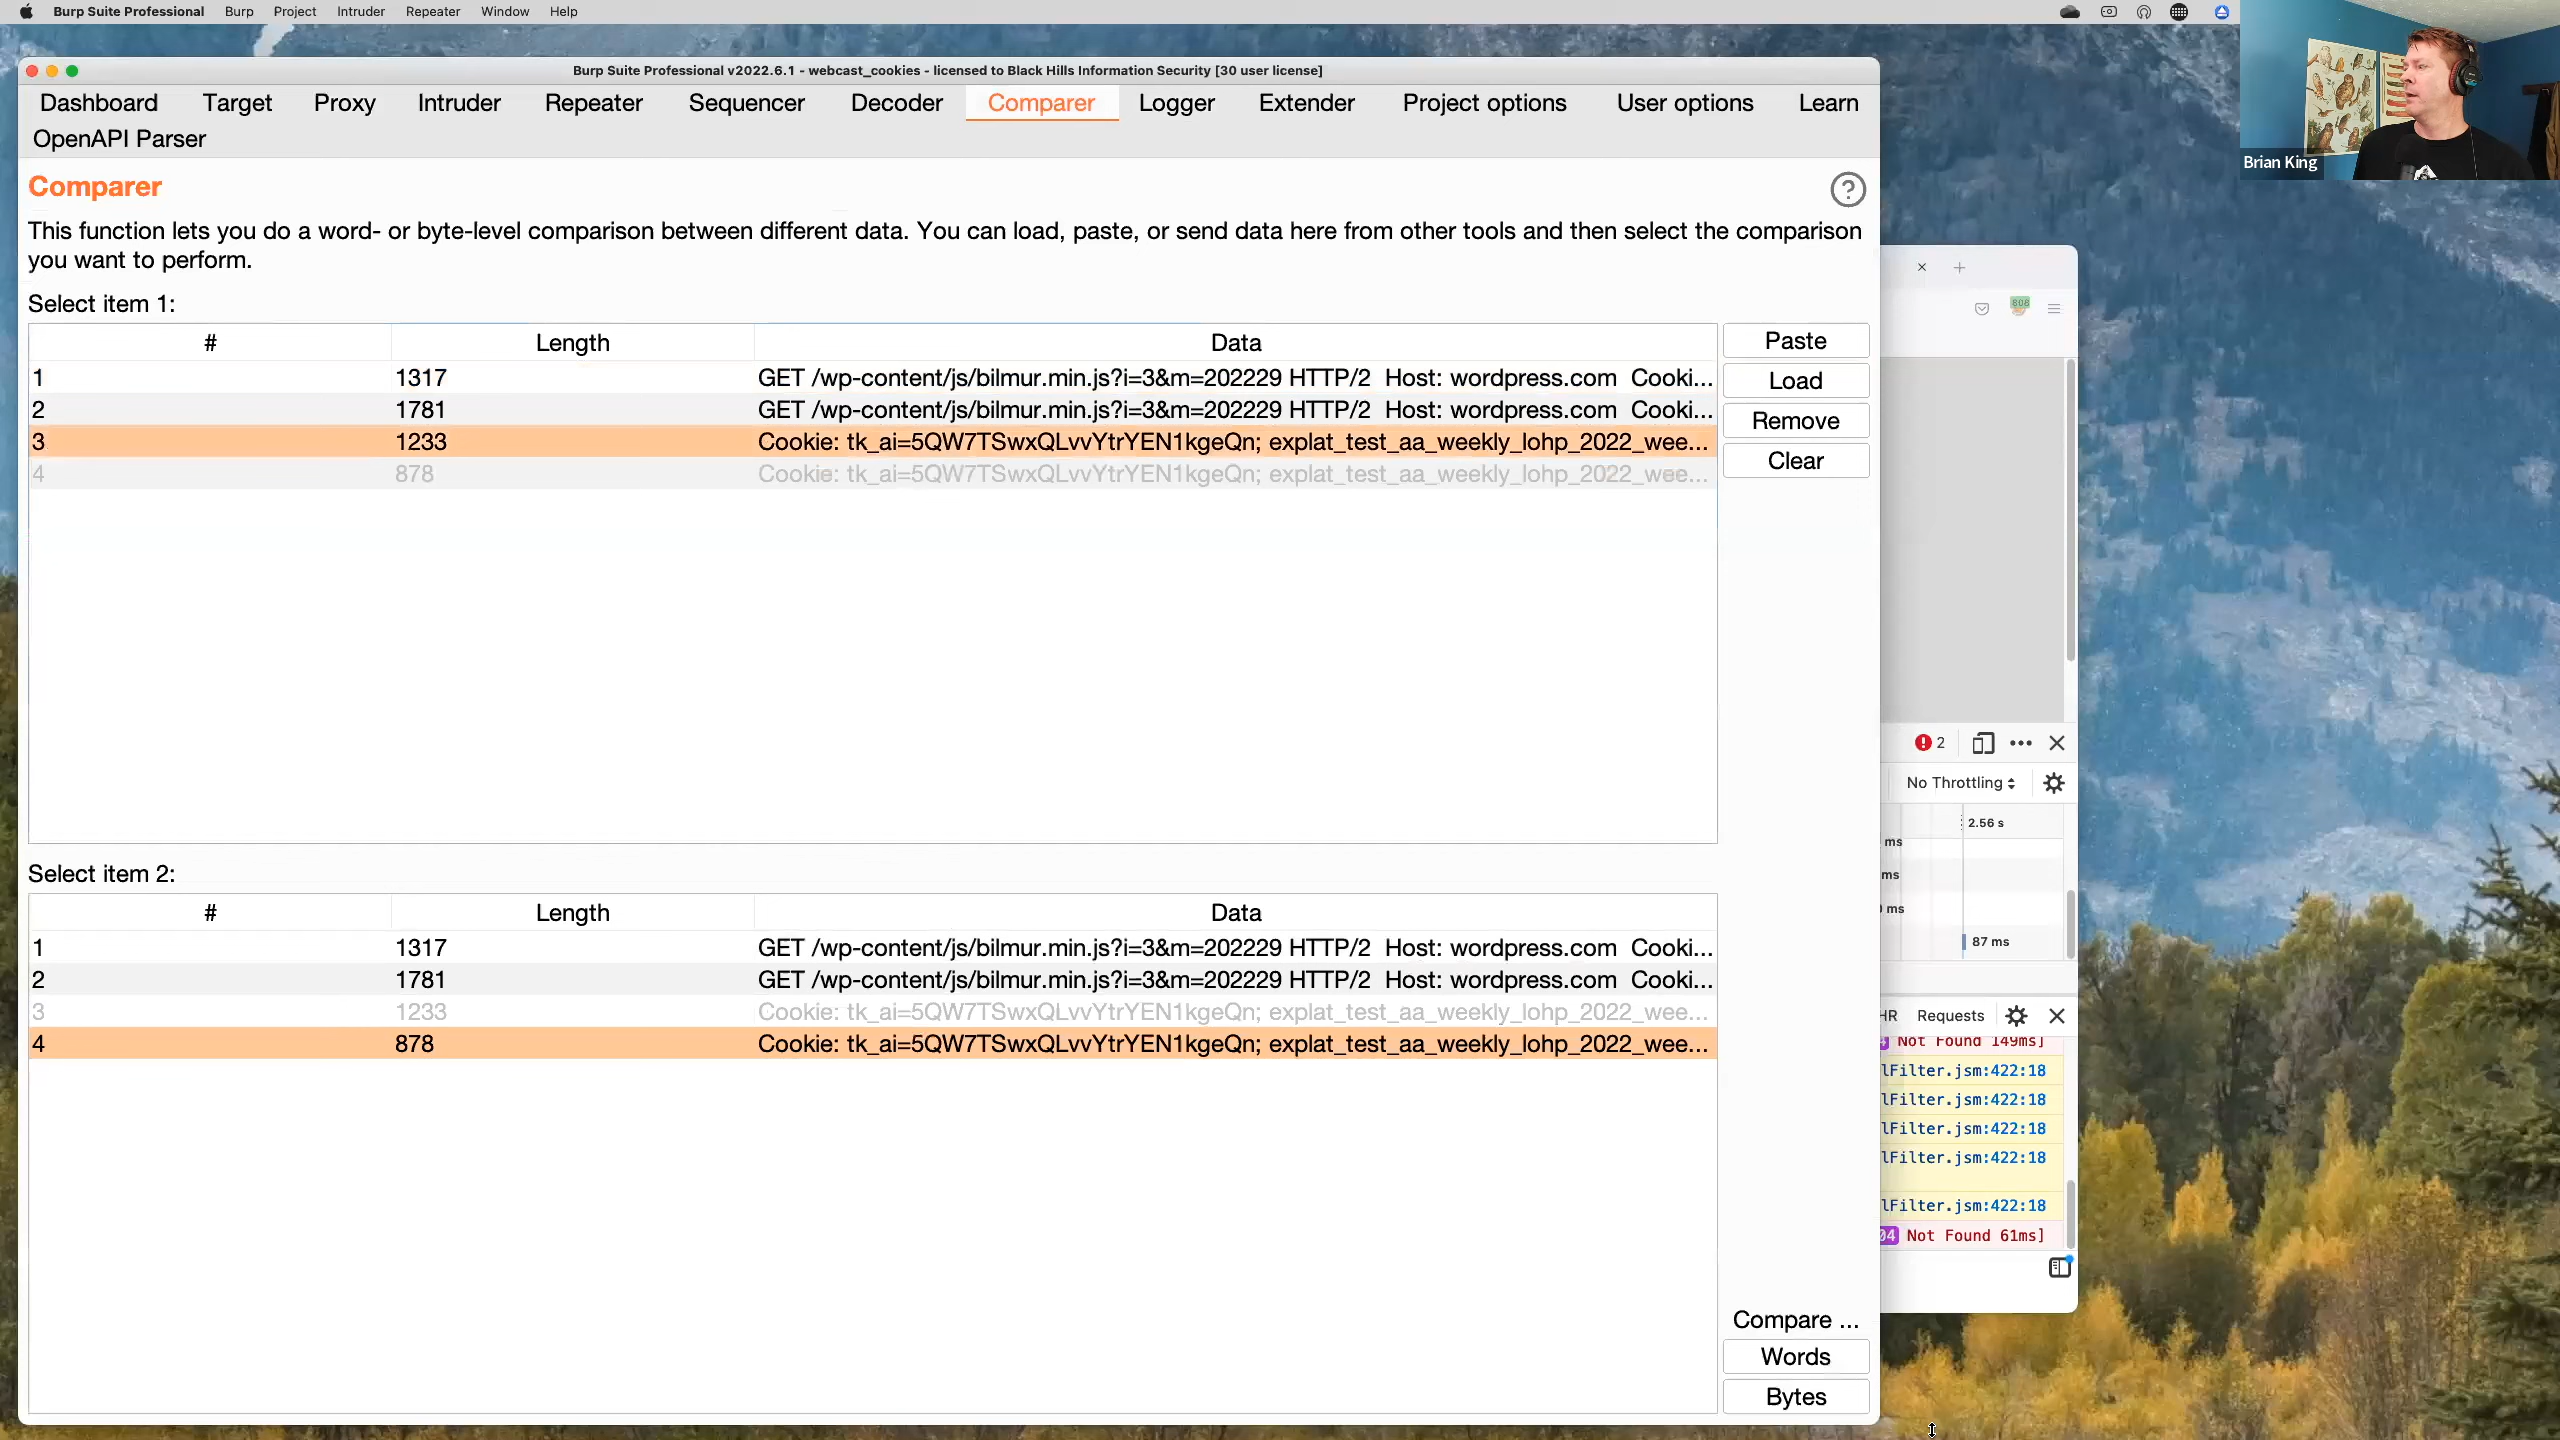 Burp Suite Professional Burp Project Intruder Repeater Window Help
Burp Suite Professional v2022.6.1 - webcast_cookies - licensed to Black Hills Information Security [30 user license]
Dashboard Target Proxy Intruder Repeater Sequencer Decoder Comparer Logger Extender Project options User options Learn
OpenAPI Parser
Brian King
Comparer
This function lets you do a word- or byte-level comparison between different data. You can load, paste, or send data here from other tools and then select the comparison
you want to perform.
Select item 1:
# Length Data
1 1317 GET /wp-content/js/bilmur.min.js?i=3&m=202229 HTTP/2 Host: wordpress.com Cooki...
2 1781 GET /wp-content/js/bilmur.min.js?i=3&m=202229 HTTP/2 Host: wordpress.com Cooki...
3 1233 Cookie: tk_ai=5QW7TSwxQLvvYtrYEN1kgeQn; explat_test_aa_weekly_lohp_2022_wee...
4 878 Cookie: tk_ai=5QW7TSwxQLvvYtrYEN1kgeQn; explat_test_aa_weekly_lohp_2022_wee...
Paste
Load
Remove
Clear
Select item 2:
# Length Data
1 1317 GET /wp-content/js/bilmur.min.js?i=3&m=202229 HTTP/2 Host: wordpress.com Cooki...
2 1781 GET /wp-content/js/bilmur.min.js?i=3&m=202229 HTTP/2 Host: wordpress.com Cooki...
3 1233 Cookie: tk_ai=5QW7TSwxQLvvYtrYEN1kgeQn; explat_test_aa_weekly_lohp_2022_wee...
4 878 Cookie: tk_ai=5QW7TSwxQLvvYtrYEN1kgeQn; explat_test_aa_weekly_lohp_2022_wee...
Compare ...
Words
Bytes
808
2
No Throttling
2.56 s
ms
ms
ms
87 ms
HR Requests
Not Found 149ms]
lFilter.jsm:422:18
lFilter.jsm:422:18
lFilter.jsm:422:18
lFilter.jsm:422:18
lFilter.jsm:422:18
04 Not Found 61ms]